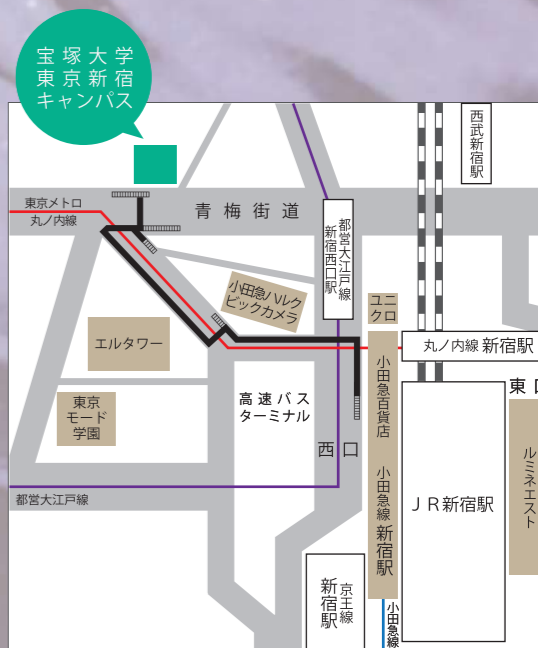 宝塚大学
東京新宿
キャンパス
西武新宿駅
東京メトロ
丸ノ内線
青梅街道
都営大江戸線
新宿西口駅
小田急ハルク
ビックカメラ
ユニ
クロ
エルタワー
丸ノ内線 新宿駅
小田急百貨店
高速バス
ターミナル
東京
モード
学園
東口
西口
ルミネエスト
小田急線 新宿駅
JR新宿駅
都営大江戸線
京王線
新宿駅
小田急線